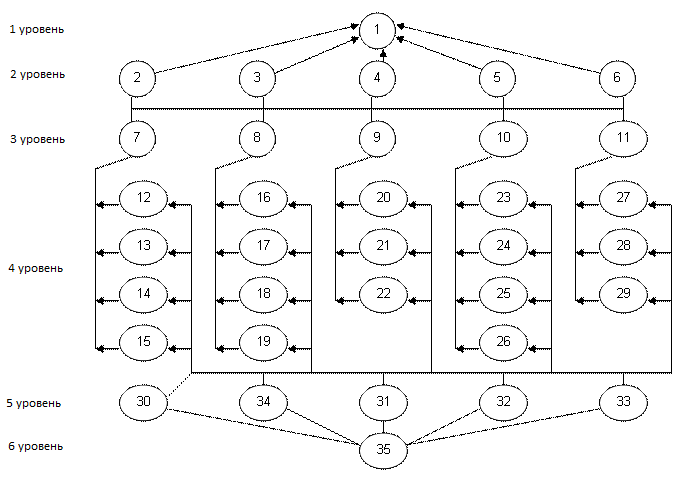 1 уровень 1
2 уровень 2 3 4 5 6
3 уровень 7 8 9 10 11
12 16 20 23 27
13 17 21 24 28
4 уровень
14 18 22 25 29
15 19 26
5 уровень 30 34 31 32 33
6 уровень 35